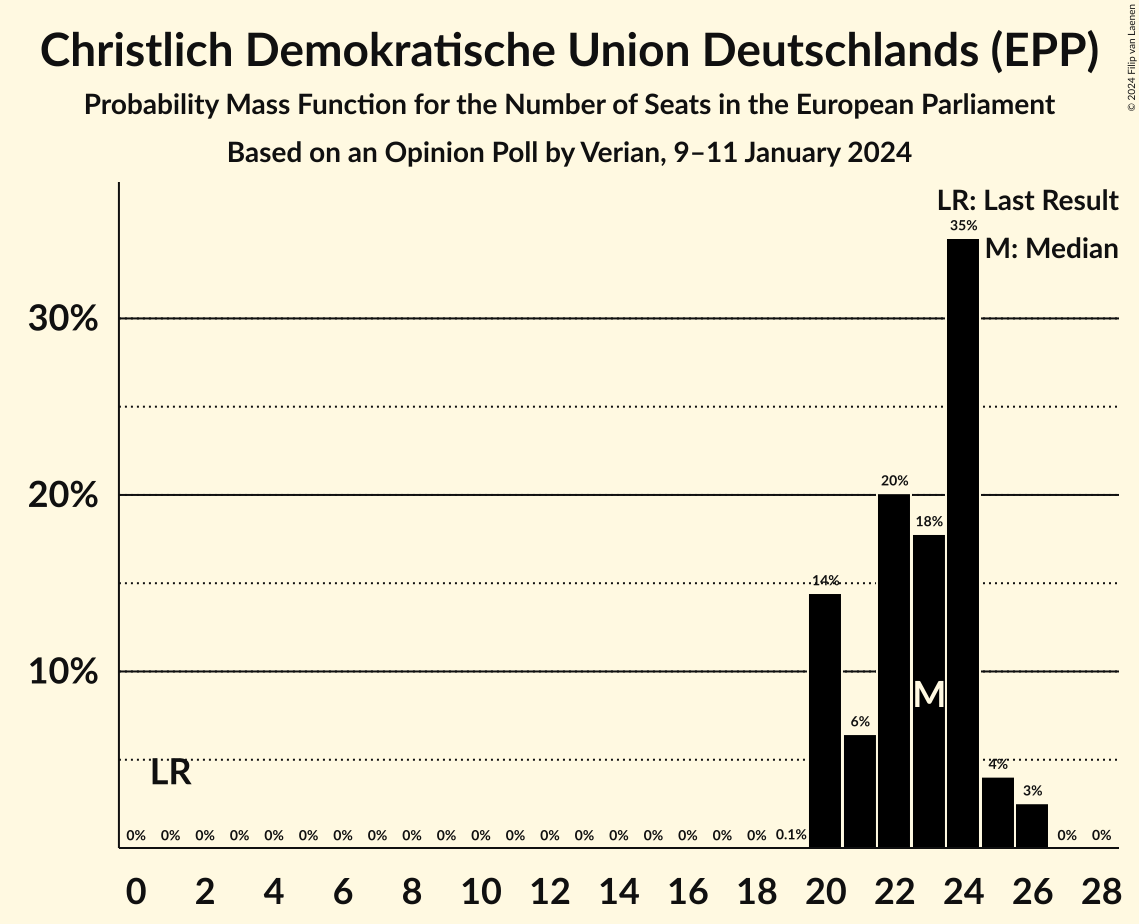 Christlich Demokratische Union Deutschlands (EPP)
Probability Mass Function for the Number of Seats in the European Parliament
Based on an Opinion Poll by Verian, 9–11 January 2024
© 2024 Filip van Laenen
LR: Last Result
M: Median
35%
30%
20%
20%
18%
14%
10%
M
6%
LR
4%
3%
0% 0% 0% 0% 0% 0% 0% 0% 0% 0% 0% 0% 0% 0% 0% 0% 0% 0% 0% 0.1% 0% 0%
0 2 4 6 8 10 12 14 16 18 20 22 24 26 28